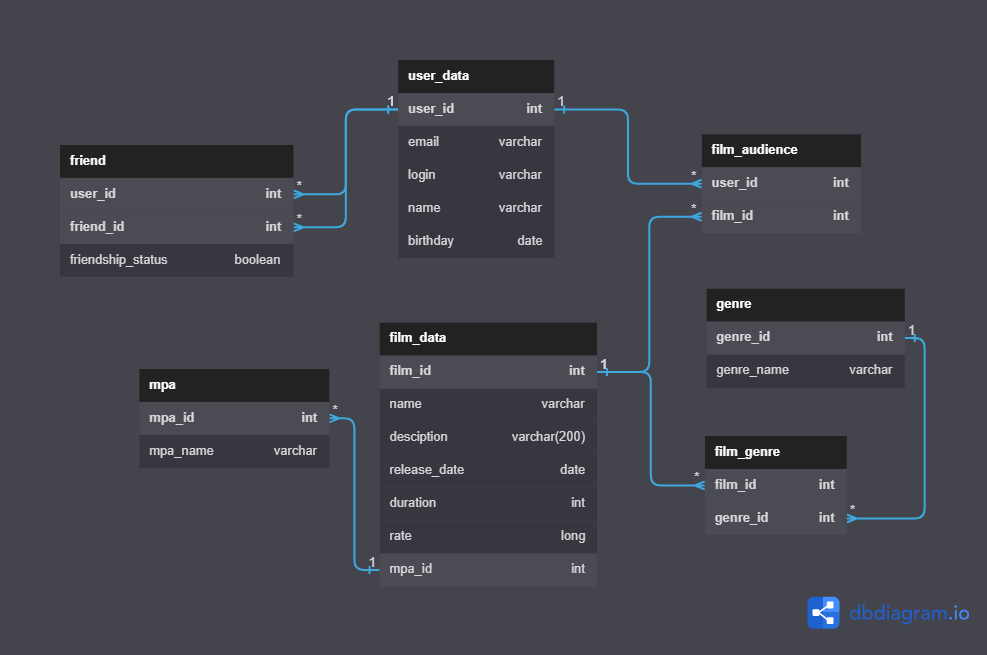 user_data
user_id int
email varchar
login varchar
name varchar
birthday date
1
1
friend
user_id int
friend_id int
friendship_status boolean
*
*
film_audience
user_id int
film_id int
*
*
genre
genre_id int
genre_name varchar
1
film_data
film_id int
name varchar
desciption varchar(200)
release_date date
duration int
rate long
mpa_id int
1
1
mpa
mpa_id int
mpa_name varchar
*
film_genre
film_id int
genre_id int
*
*
dbdiagram.io